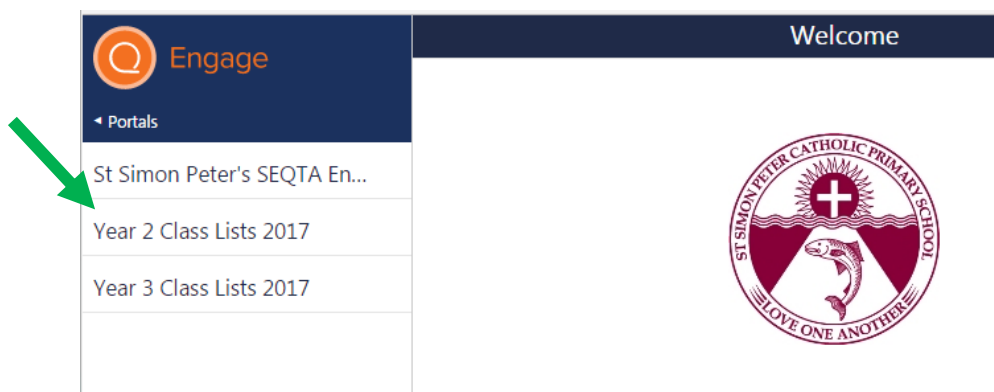 Engage
Portals
St Simon Peter's SEQTA En...
Year 2 Class Lists 2017
Year 3 Class Lists 2017
Welcome
ST SIMON PETER CATHOLIC PRIMARY SCHOOL
LOVE ONE ANOTHER